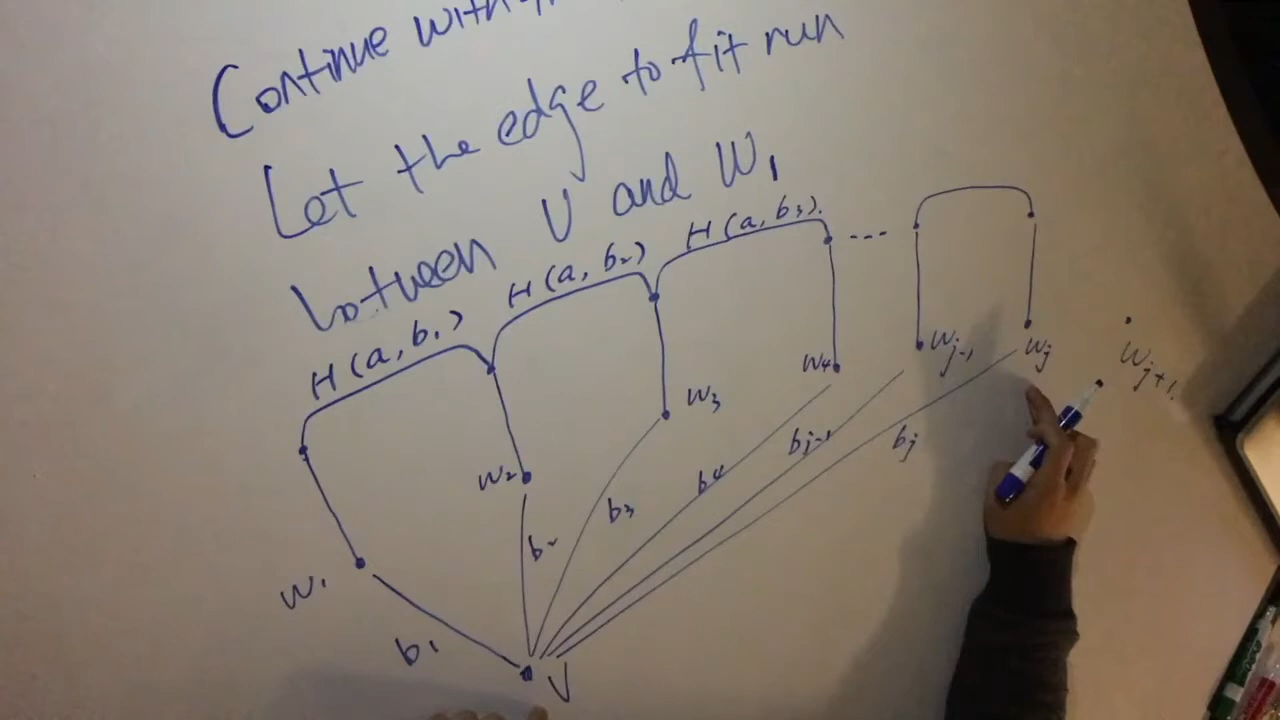 Continue with
Let the edge to fit run
between V and W₁
H(a, b₁) H(a, b₂) H(a, b₃).
...
W₁ W₂ W₃ W₄ Wj-1 Wj Wj+1.
b₁ b₂ b₃ b₄ bj-1 bj
V